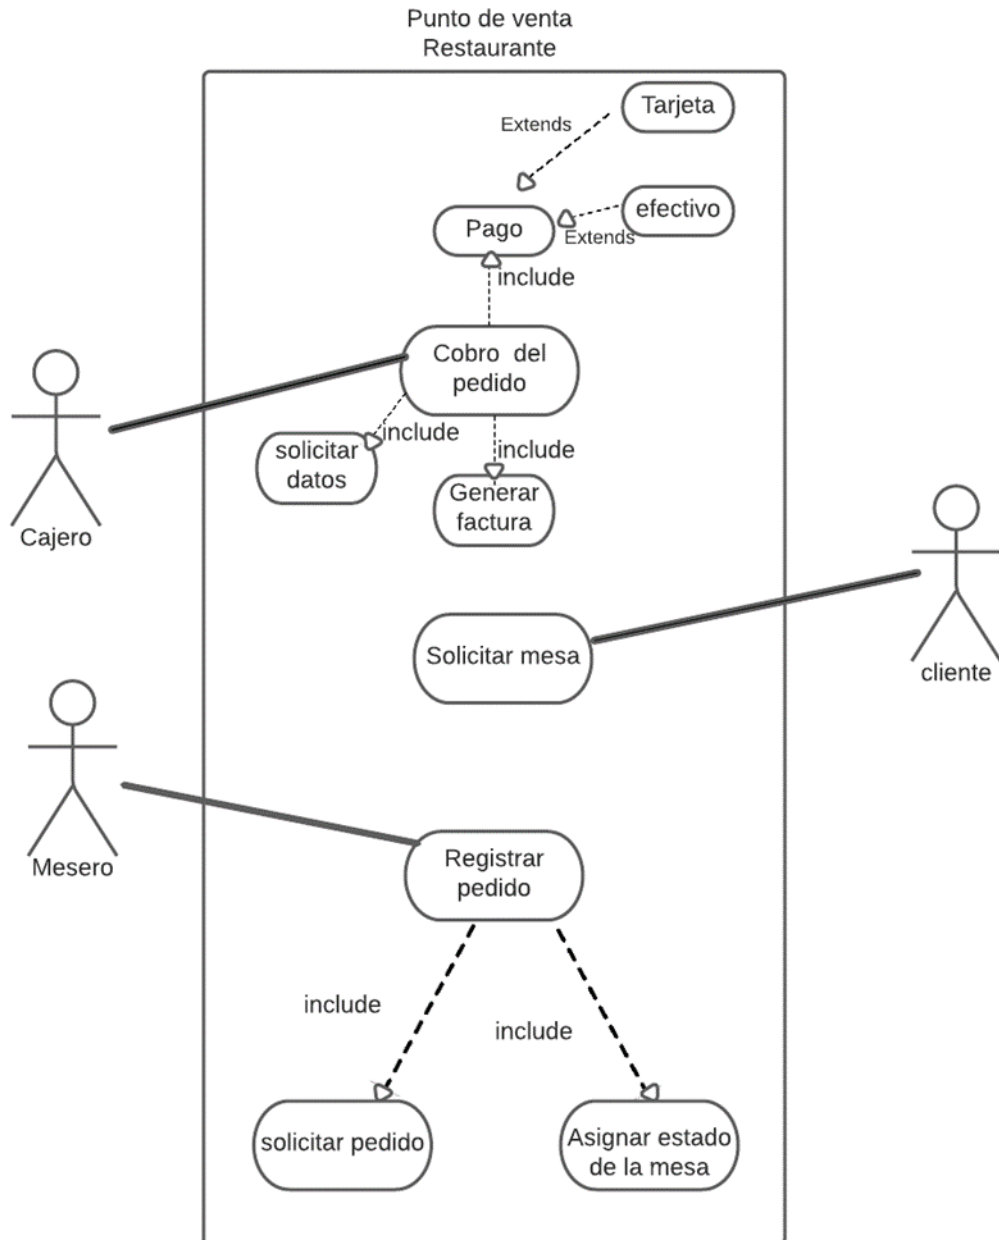 Punto de venta
Restaurante
Tarjeta
Extends
efectivo
Pago
Extends
include
Cobro del
pedido
include
solicitar
datos
include
Generar
factura
Cajero
Solicitar mesa
cliente
Mesero
Registrar
pedido
include
include
solicitar pedido
Asignar estado
de la mesa